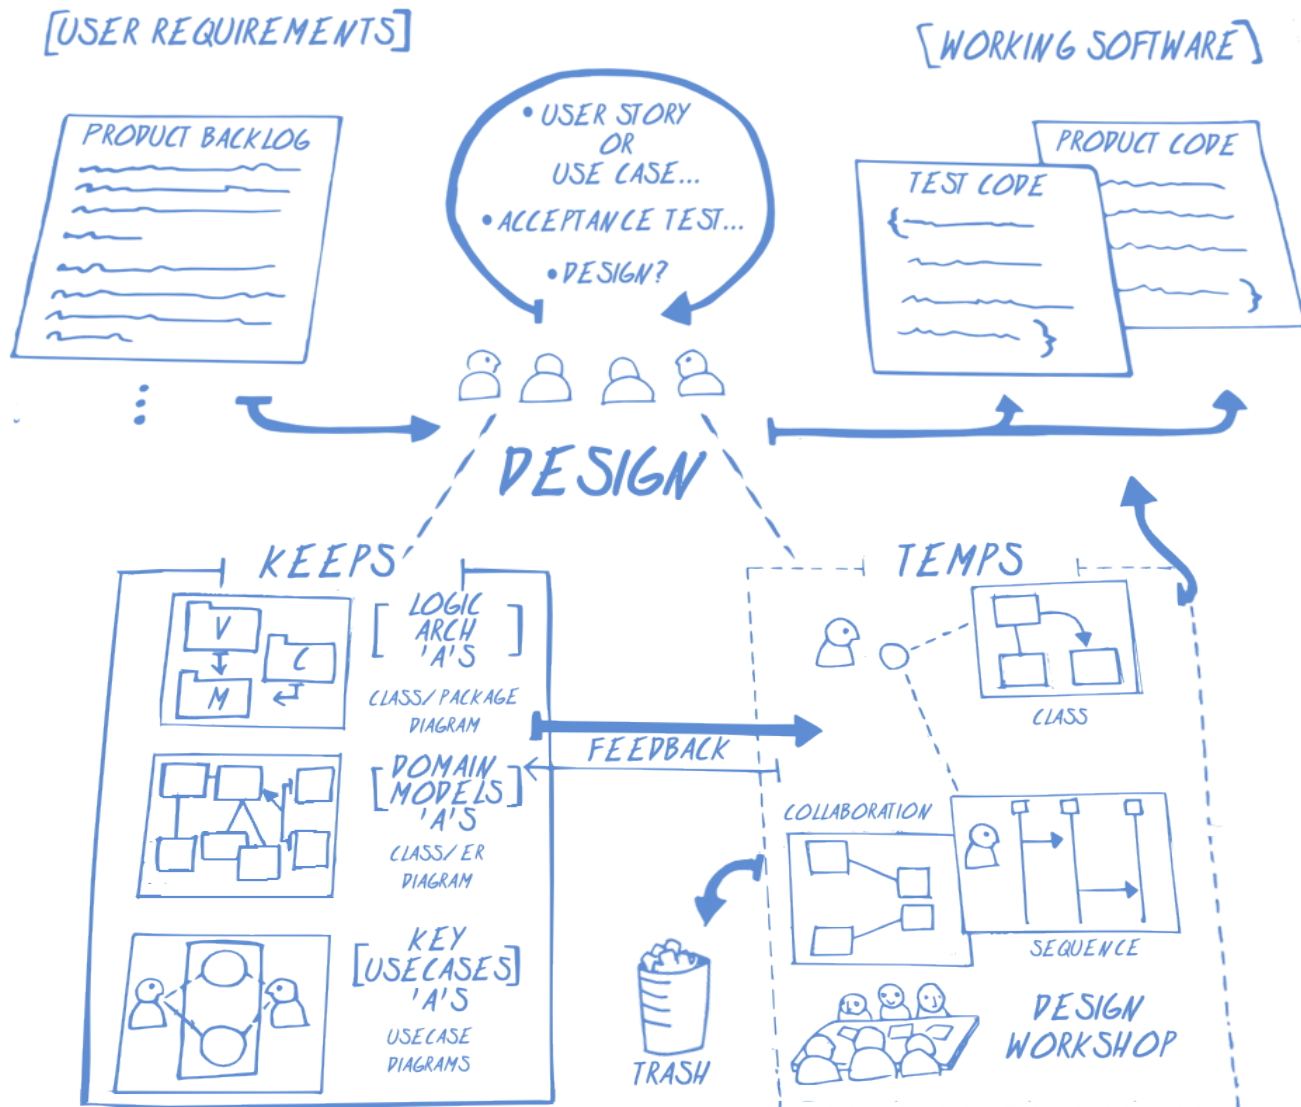 [USER REQUIREMENTS]
[WORKING SOFTWARE]
PRODUCT BACKLOG
• USER STORY
OR
USE CASE...
• ACCEPTANCE TEST...
• DESIGN?
PRODUCT CODE
TEST CODE
{
}
}
DESIGN
KEEPS
V
C
M
[LOGIC
ARCH
'A'S]
CLASS/PACKAGE
DIAGRAM
[DOMAIN
MODELS]
'A'S
CLASS/ER
DIAGRAM
KEY
[USECASES]
'A'S
USECASE
DIAGRAMS
FEEDBACK
TEMPS
CLASS
COLLABORATION
SEQUENCE
TRASH
DESIGN
WORKSHOP